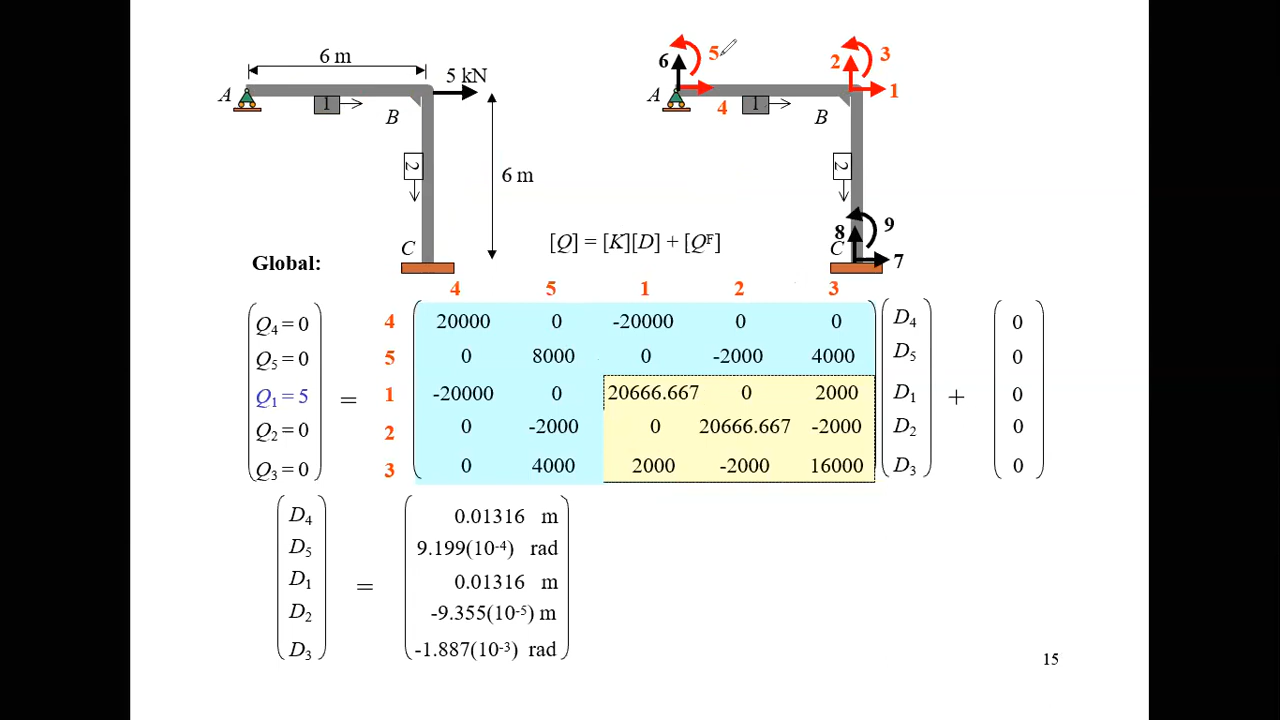 6 m
5 kN
A
1
B
2
6 m
C
6
5
2
3
A
4
1
1
B
2
8
9
C
7
[Q] = [K][D] + [Qᶠ]
Global:
4 5 1 2 3
Q₄ = 0 4 20000 0 -20000 0 0 D₄ 0
Q₅ = 0 5 0 8000 0 -2000 4000 D₅ 0
Q₁ = 5 = 1 -20000 0 20666.667 0 2000 D₁ + 0
Q₂ = 0 2 0 -2000 0 20666.667 -2000 D₂ 0
Q₃ = 0 3 0 4000 2000 -2000 16000 D₃ 0
D₄ 0.01316 m
D₅ 9.199(10⁻⁴) rad
D₁ = 0.01316 m
D₂ -9.355(10⁻⁵) m
D₃ -1.887(10⁻³) rad
15